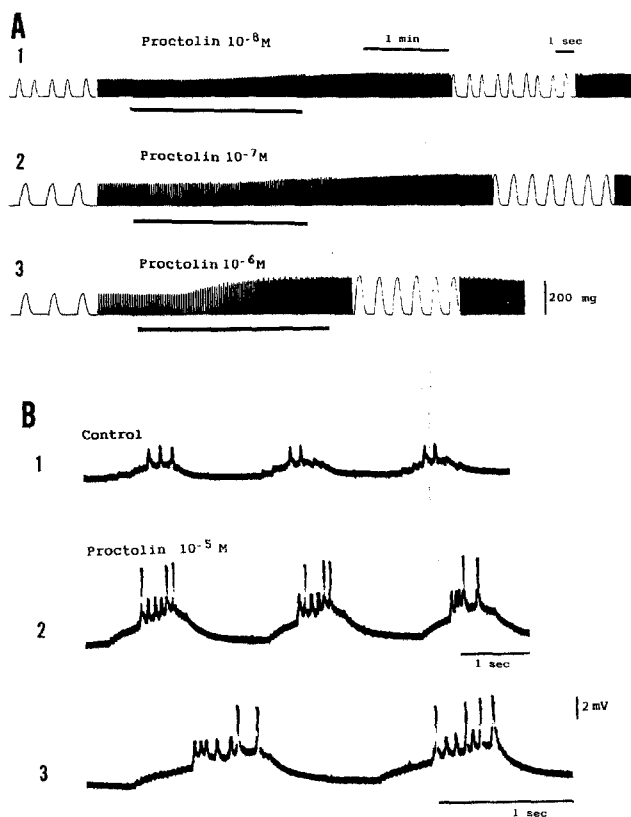 A
Proctolin 10-8M
1 min
1 sec
1
2
Proctolin 10-7M
3
Proctolin 10-6M
200 mg
B
Control
1
Proctolin 10-5 M
2
1 sec
2 mV
3
1 sec